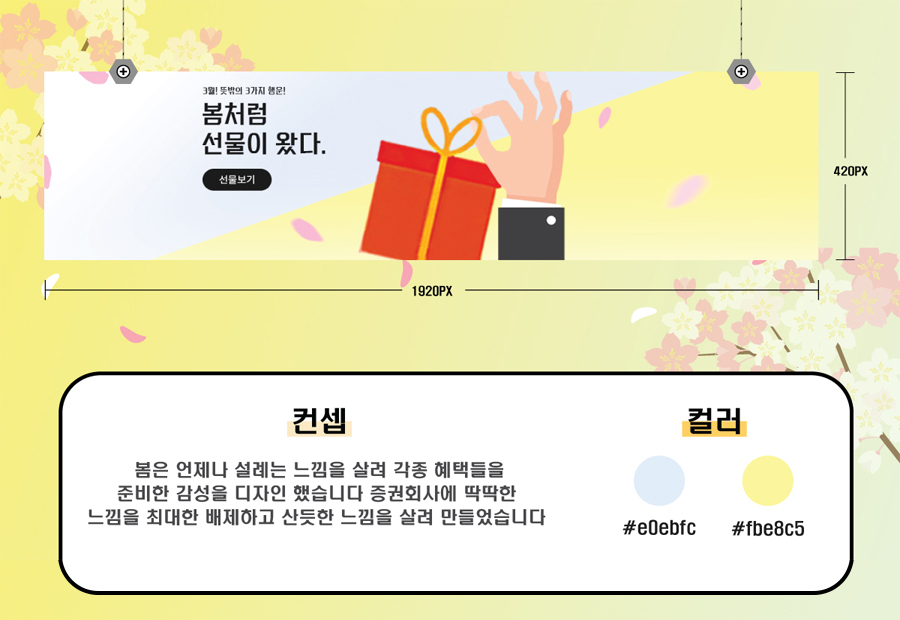 3월! 뜻밖의 3가지 행운!
봄처럼
선물이 왔다.
선물보기
420PX
1920PX
컨셉
봄은 언제나 설레는 느낌을 살려 각종 혜택들을
준비한 감성을 디자인 했습니다 증권회사에 딱딱한
느낌을 최대한 배제하고 산듯한 느낌을 살려 만들었습니다
컬러
#e0ebfc
#fbe8c5